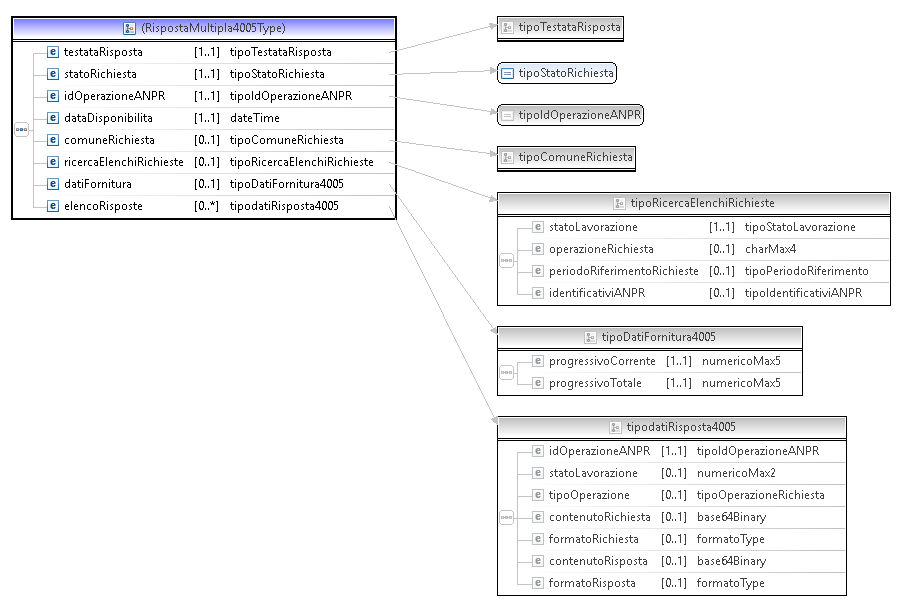 (RispostaMultipla4005Type)
testataRisposta [1..1] tipoTestataRisposta
statoRichiesta [1..1] tipoStatoRichiesta
idOperazioneANPR [1..1] tipoIdOperazioneANPR
dataDisponibilita [1..1] dateTime
comuneRichiesta [0..1] tipoComuneRichiesta
ricercaElenchiRichieste [0..1] tipoRicercaElenchiRichieste
datiFornitura [0..1] tipoDatiFornitura4005
elencoRisposte [0..*] tipodatiRisposta4005
tipoTestataRisposta
tipoStatoRichiesta
tipoIdOperazioneANPR
tipoComuneRichiesta
tipoRicercaElenchiRichieste
statoLavorazione [1..1] tipoStatoLavorazione
operazioneRichiesta [0..1] charMax4
periodoRiferimentoRichieste [0..1] tipoPeriodoRiferimento
identificativiANPR [0..1] tipoIdentificativiANPR
tipoDatiFornitura4005
progressivoCorrente [1..1] numericoMax5
progressivoTotale [1..1] numericoMax5
tipodatiRisposta4005
idOperazioneANPR [1..1] tipoIdOperazioneANPR
statoLavorazione [0..1] numericoMax2
tipoOperazione [0..1] tipoOperazioneRichiesta
contenutoRichiesta [0..1] base64Binary
formatoRichiesta [0..1] formatoType
contenutoRisposta [0..1] base64Binary
formatoRisposta [0..1] formatoType